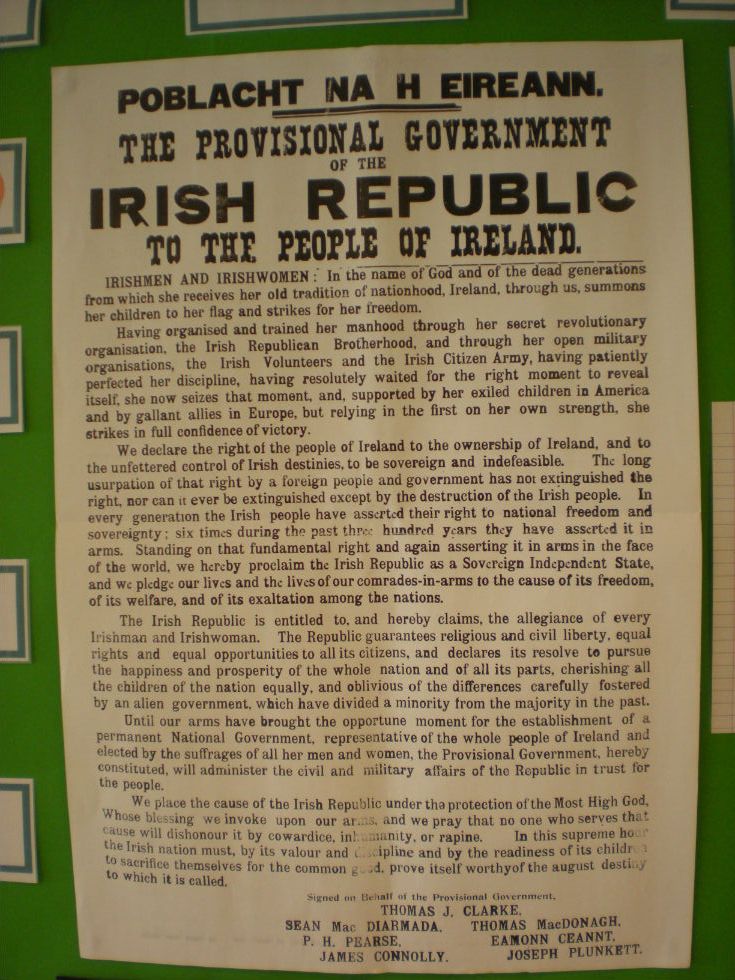 POBLACHT NA H EIREANN.
THE PROVISIONAL GOVERNMENT
OF THE
IRISH REPUBLIC
TO THE PEOPLE OF IRELAND.
IRISHMEN AND IRISHWOMEN: In the name of God and of the dead generations
from which she receives her old tradition of nationhood, Ireland, through us, summons
her children to her flag and strikes for her freedom.
Having organised and trained her manhood through her secret revolutionary
organisation, the Irish Republican Brotherhood, and through her open military
organisations, the Irish Volunteers and the Irish Citizen Army, having patiently
perfected her discipline, having resolutely waited for the right moment to reveal
itself, she now seizes that moment, and, supported by her exiled children in America
and by gallant allies in Europe, but relying in the first on her own strength, she
strikes in full confidence of victory.
We declare the right of the people of Ireland to the ownership of Ireland, and to
the unfettered control of Irish destinies, to be sovereign and indefeasible. The long
usurpation of that right by a foreign people and government has not extinguished the
right, nor can it ever be extinguished except by the destruction of the Irish people. In
every generation the Irish people have asserted their right to national freedom and
sovereignty; six times during the past three hundred years they have asserted it in
arms. Standing on that fundamental right and again asserting it in arms in the face
of the world, we hereby proclaim the Irish Republic as a Sovereign Independent State,
and we pledge our lives and the lives of our comrades-in-arms to the cause of its freedom,
of its welfare, and of its exaltation among the nations.
The Irish Republic is entitled to, and hereby claims, the allegiance of every
Irishman and Irishwoman. The Republic guarantees religious and civil liberty, equal
rights and equal opportunities to all its citizens, and declares its resolve to pursue
the happiness and prosperity of the whole nation and of all its parts, cherishing all
the children of the nation equally, and oblivious of the differences carefully fostered
by an alien government, which have divided a minority from the majority in the past.
Until our arms have brought the opportune moment for the establishment of a
permanent National Government, representative of the whole people of Ireland and
elected by the suffrages of all her men and women, the Provisional Government, hereby
constituted, will administer the civil and military affairs of the Republic in trust for
the people.
We place the cause of the Irish Republic under the protection of the Most High God,
Whose blessing we invoke upon our arms, and we pray that no one who serves that
cause will dishonour it by cowardice, inhumanity, or rapine. In this supreme hour
the Irish nation must, by its valour and discipline and by the readiness of its children
to sacrifice themselves for the common good, prove itself worthy of the august destiny
to which it is called.
Signed on Behalf of the Provisional Government,
THOMAS J. CLARKE,
SEAN Mac DIARMADA, THOMAS MacDONAGH,
P. H. PEARSE, EAMONN CEANNT,
JAMES CONNOLLY. JOSEPH PLUNKETT.